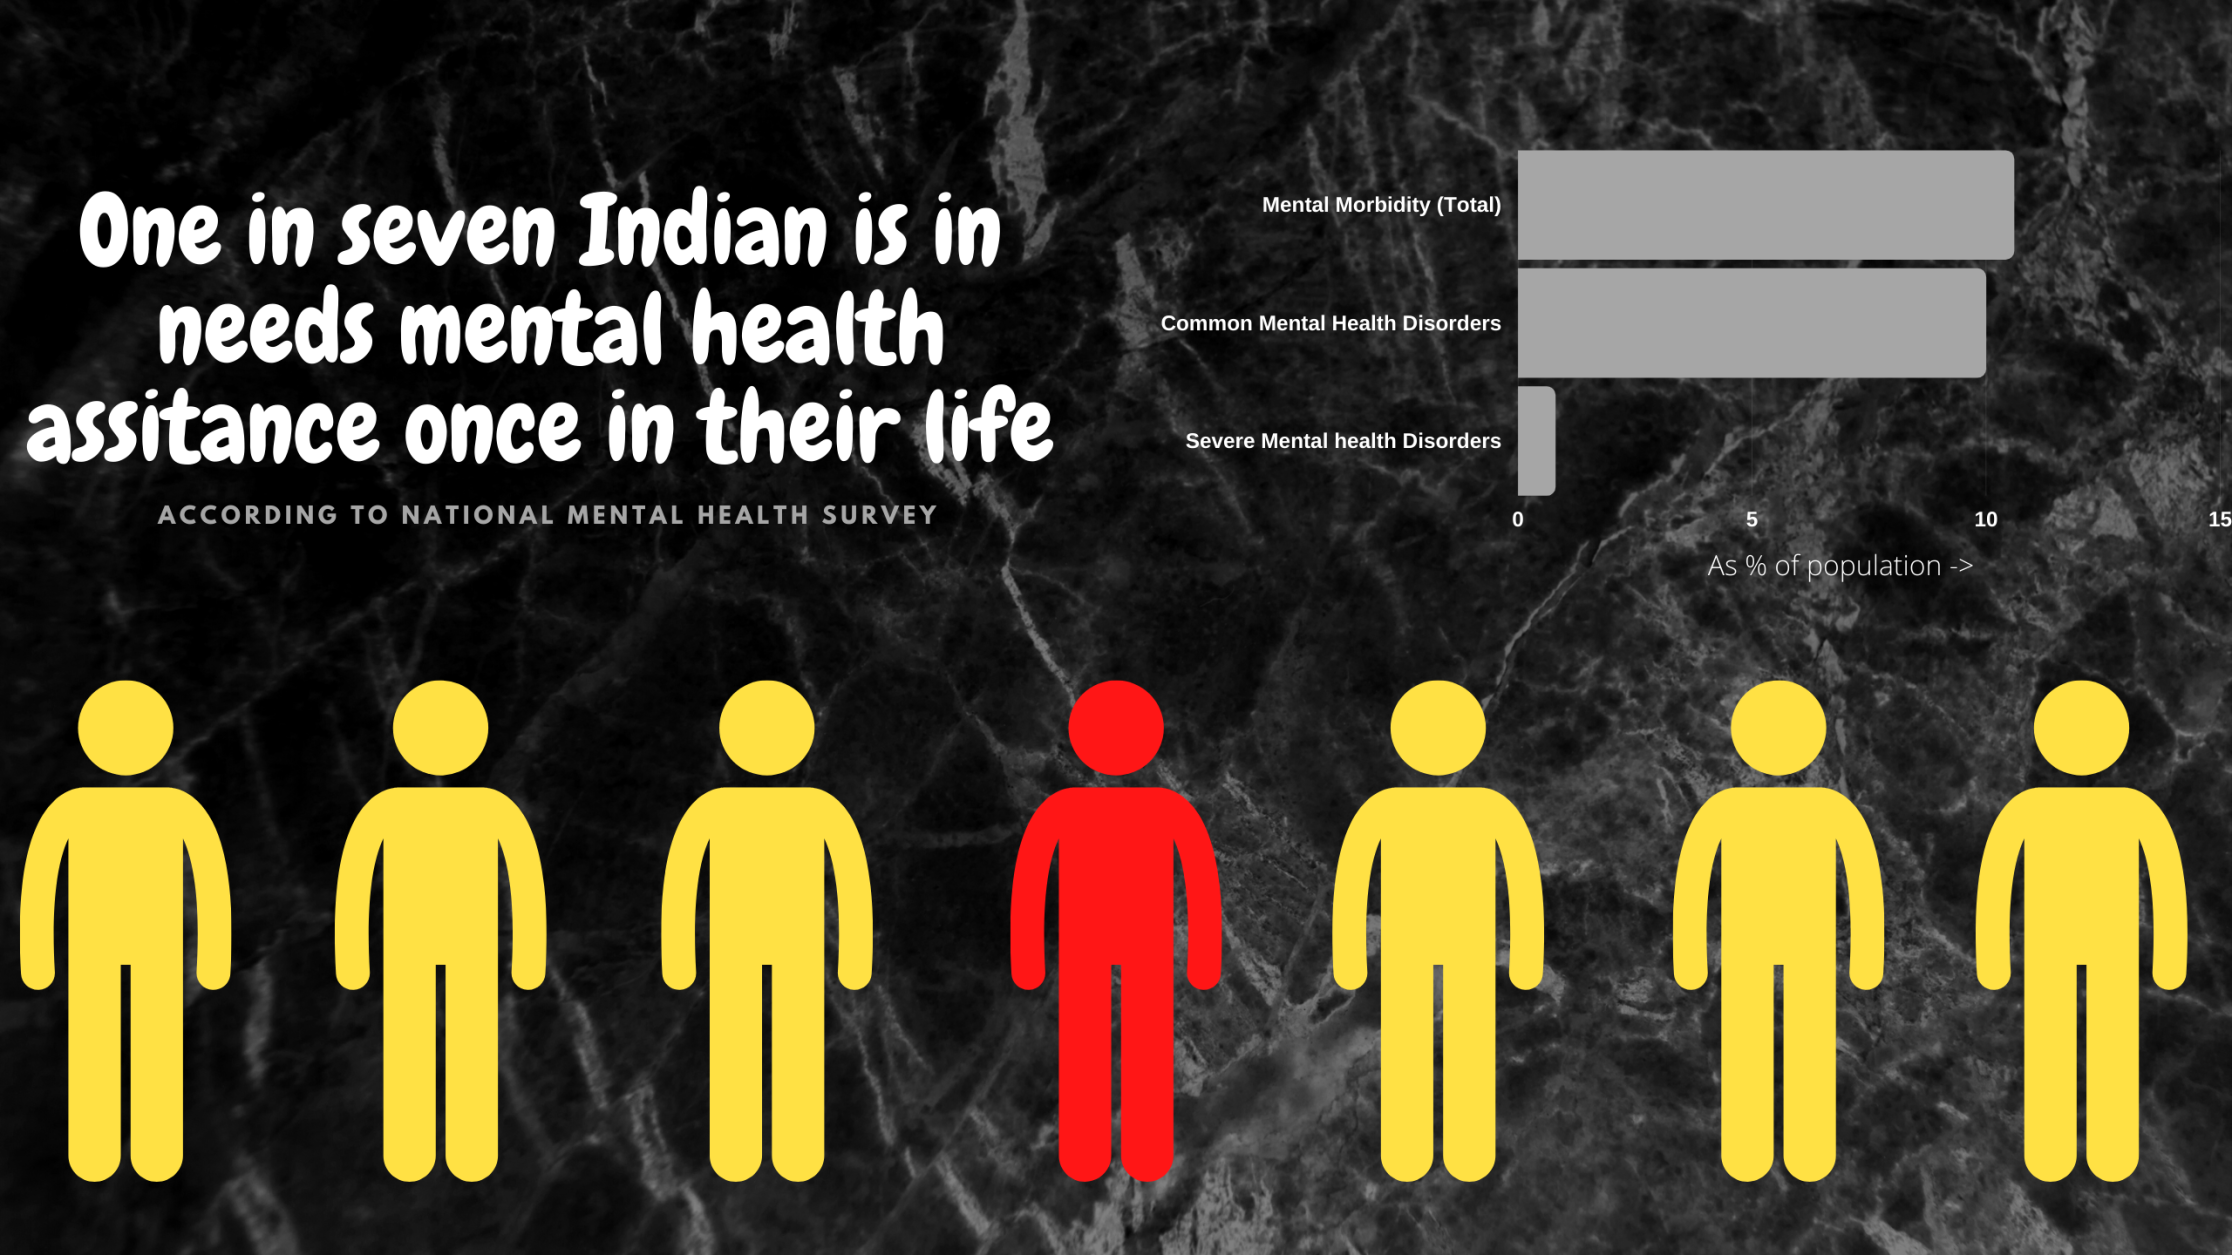 One in seven Indian is in
needs mental health
assitance once in their life
ACCORDING TO NATIONAL MENTAL HEALTH SURVEY
Mental Morbidity (Total)
Common Mental Health Disorders
Severe Mental health Disorders
0 5 10 15
As % of population ->